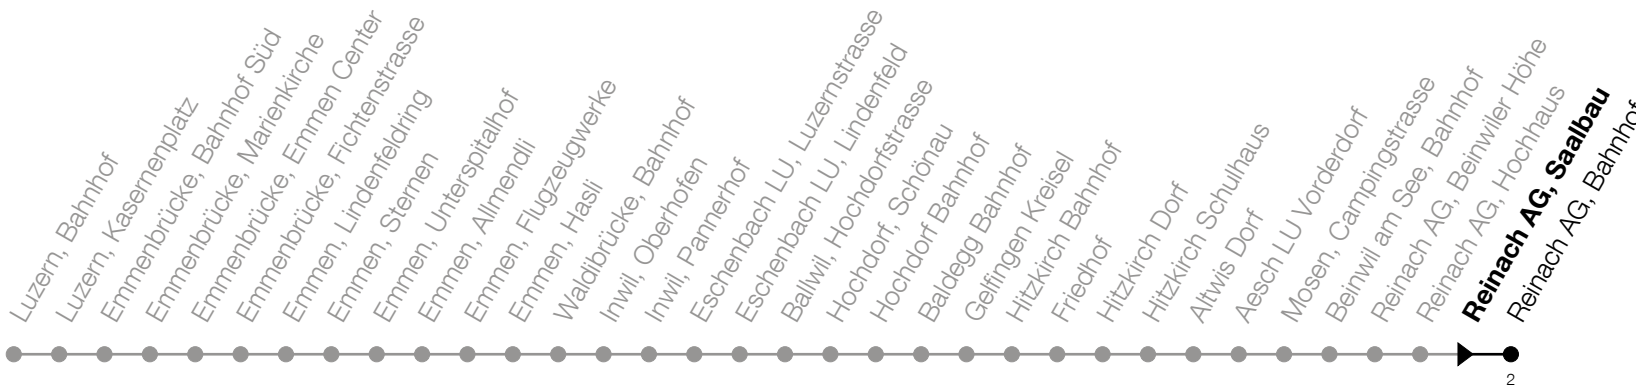 Luzern, Bahnhof
Luzern, Kasernenplatz
Emmenbrücke, Bahnhof Süd
Emmenbrücke, Marienkirche
Emmenbrücke, Emmen Center
Emmenbrücke, Fichtenstrasse
Emmen, Lindenfeldring
Emmen, Sternen
Emmen, Unterspitalhof
Emmen, Allmendli
Emmen, Flugzeugwerke
Emmen, Hasli
Waldibrücke, Bahnhof
Inwil, Oberhofen
Inwil, Pannerhof
Eschenbach LU, Luzernstrasse
Eschenbach LU, Lindenfeld
Ballwil, Hochdorfstrasse
Hochdorf, Schönau
Hochdorf Bahnhof
Baldegg Bahnhof
Gelfingen Kreisel
Hitzkirch Bahnhof
Friedhof
Hitzkirch Dorf
Hitzkirch Schulhaus
Altwis Dorf
Aesch LU Vorderdorf
Mosen, Campingstrasse
Beinwil am See, Bahnhof
Reinach AG, Beinwiler Höhe
Reinach AG, Hochhaus
Reinach AG, Saalbau
Reinach AG, Bahnhof
2